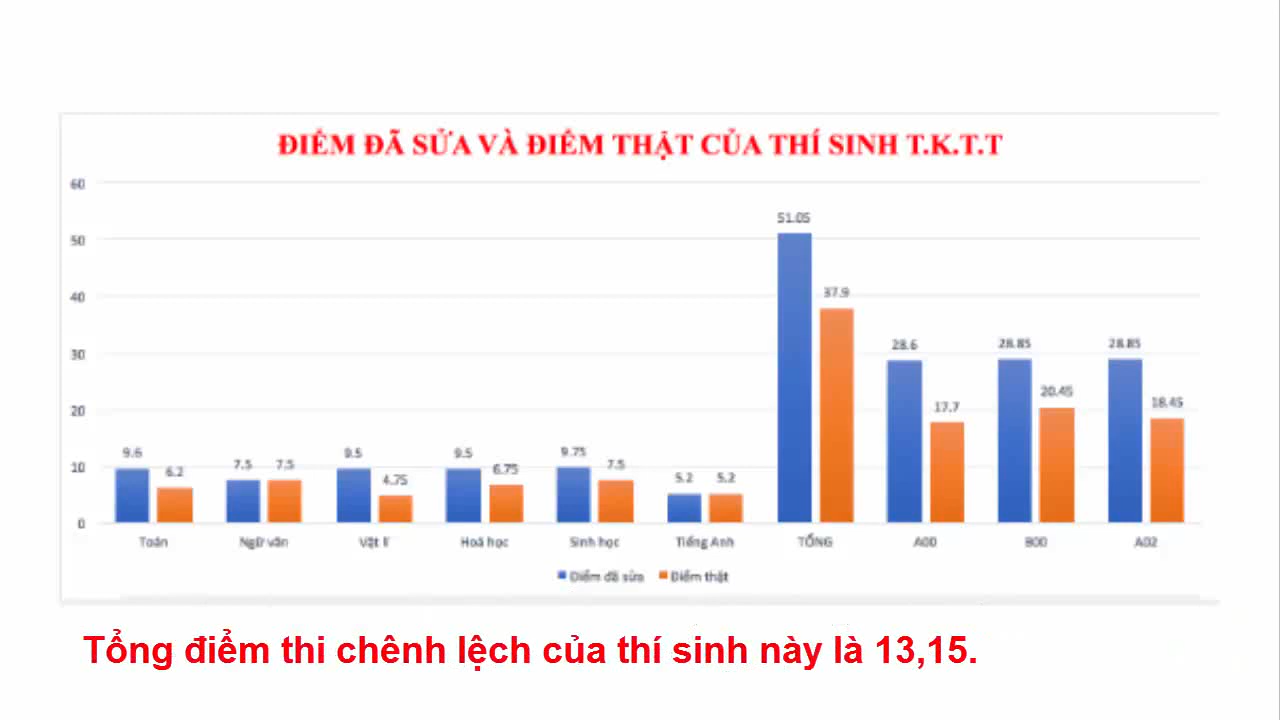 ĐIỂM ĐÃ SỬA VÀ ĐIỂM THẬT CỦA THÍ SINH T.K.T.T
60
50
40
30
20
10
0
9.6
6.2
7.5
7.5
9.5
4.75
9.5
6.75
9.75
7.5
5.2
5.2
51.05
37.9
28.6
17.7
28.85
20.45
28.85
18.45
Toán
Ngữ văn
Vật lí
Hoá học
Sinh học
Tiếng Anh
TỔNG
A00
B00
A02
Điểm đã sửa
Điểm thật
Tổng điểm thi chênh lệch của thí sinh này là 13,15.